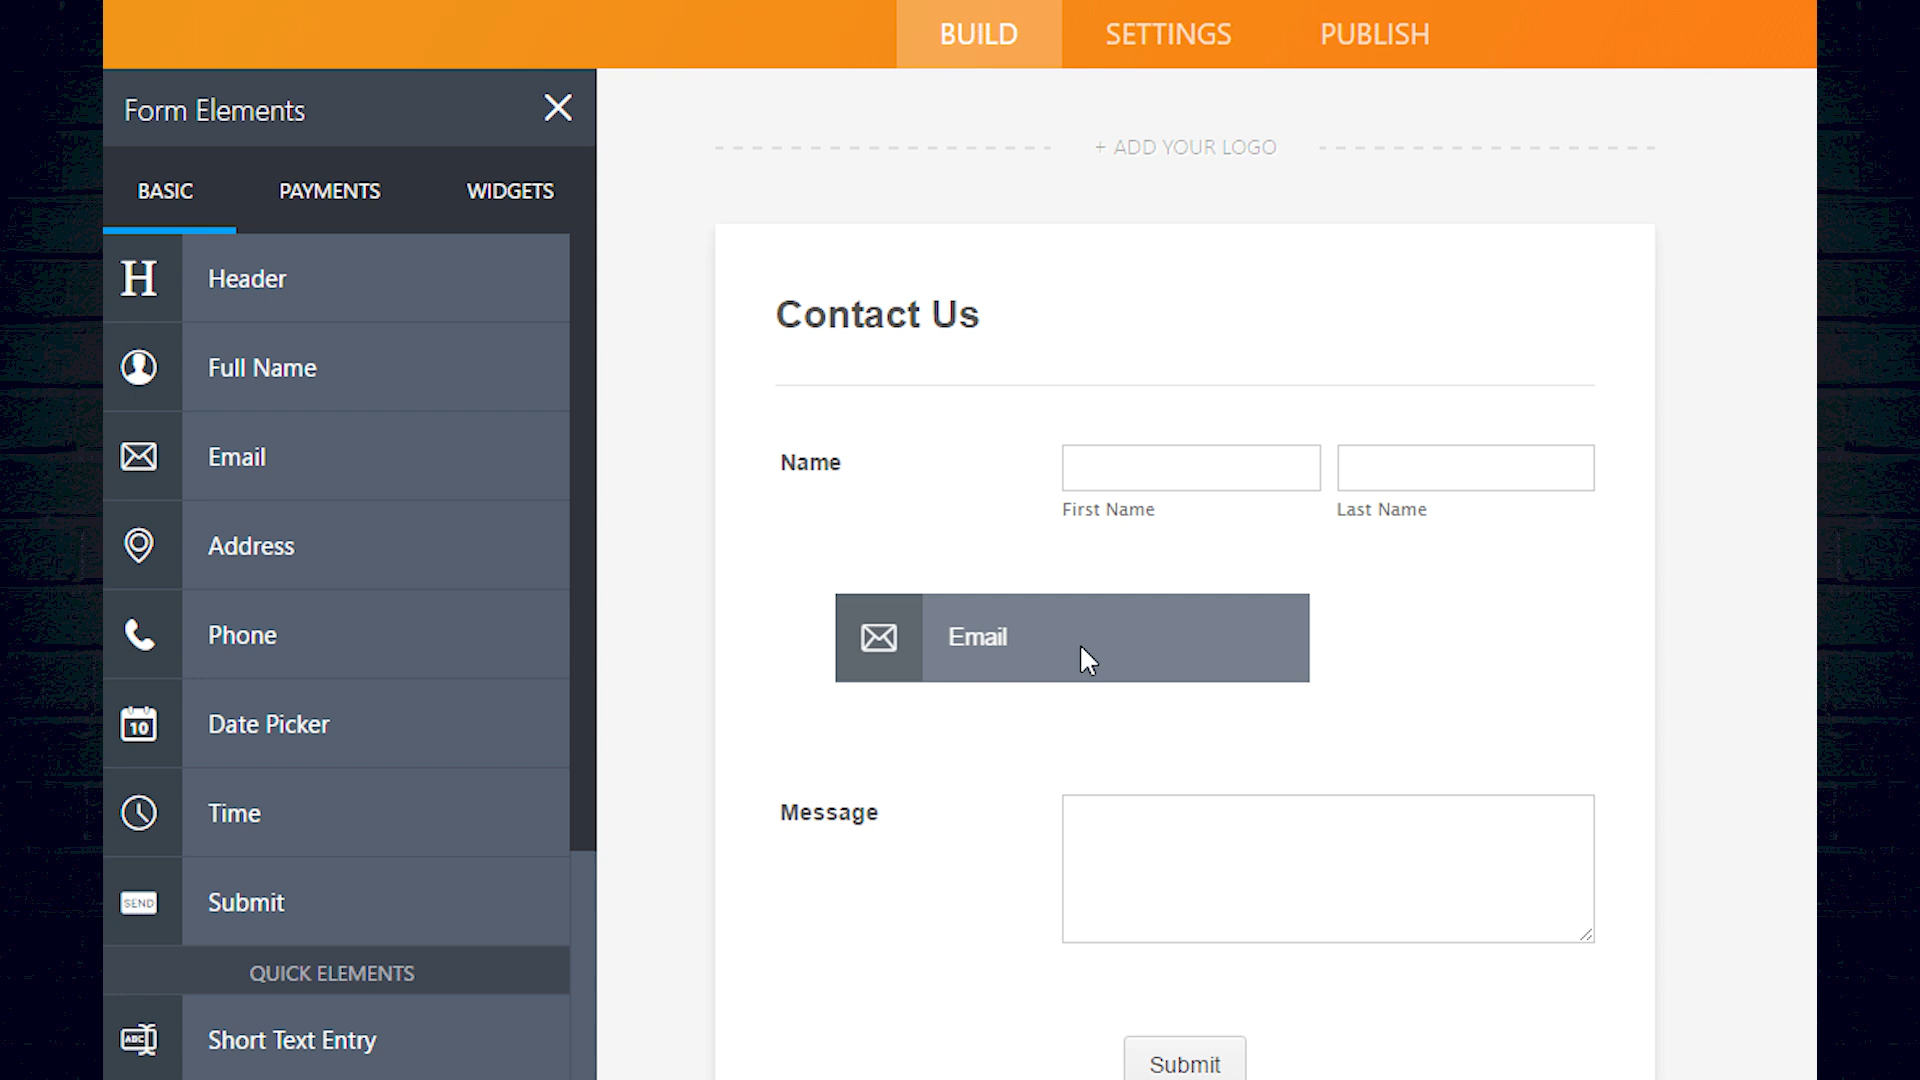 BUILD SETTINGS PUBLISH
Form Elements
BASIC PAYMENTS WIDGETS
H Header
Full Name
Email
Address
Phone
10 Date Picker
Time
SEND Submit
QUICK ELEMENTS
ABC Short Text Entry
+ ADD YOUR LOGO
Contact Us
Name
First Name Last Name
Email
Message
Submit